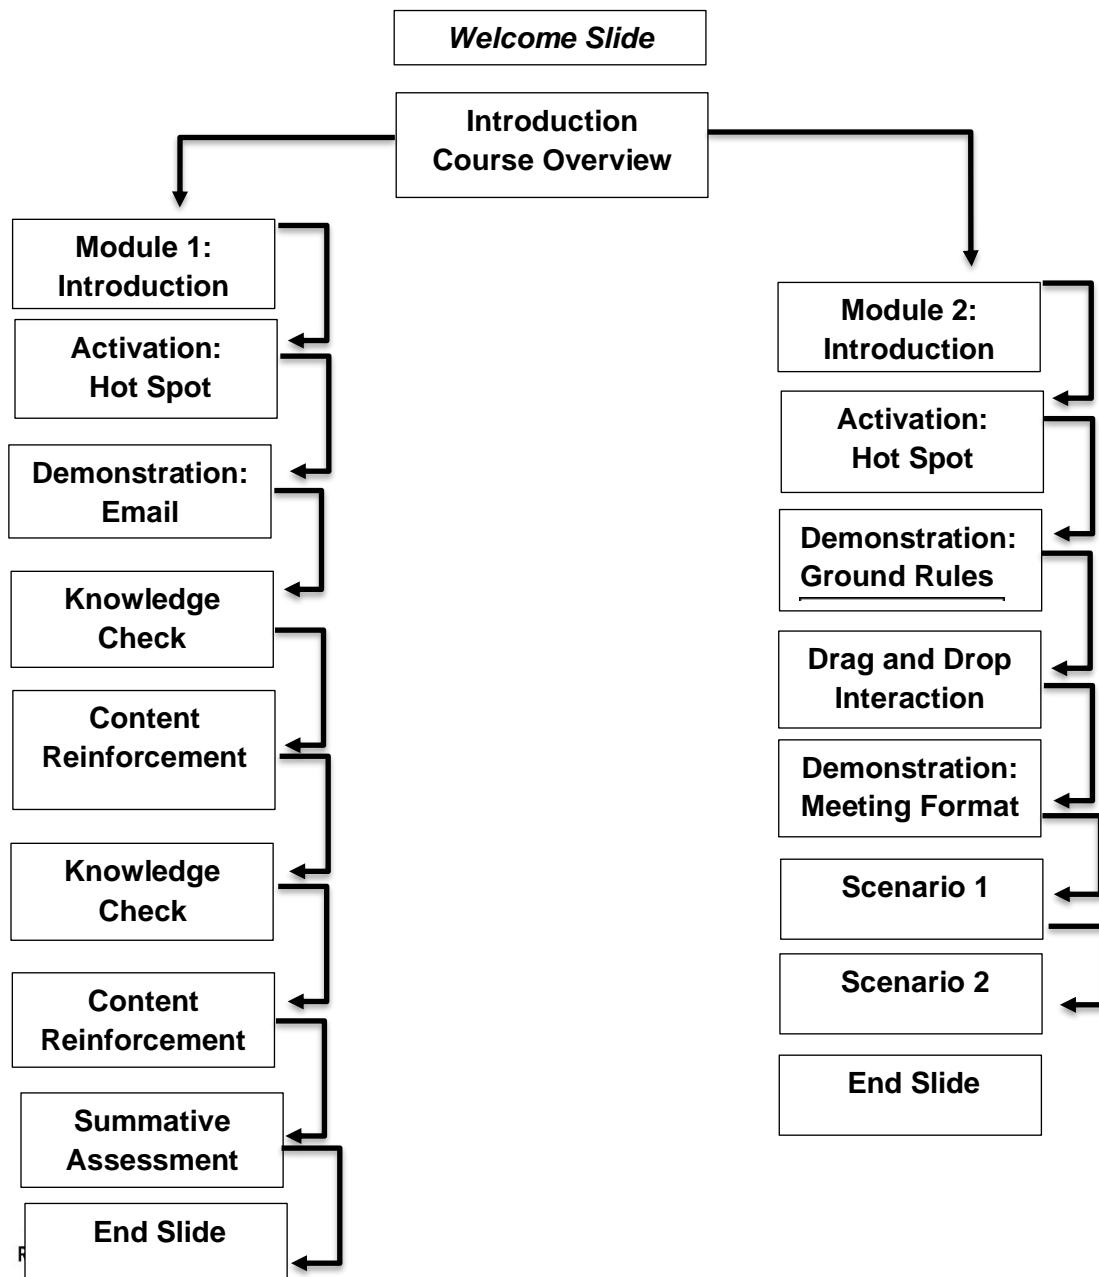 Welcome Slide
Introduction
Course Overview
Module 1:
Introduction
Activation:
Hot Spot
Demonstration:
Email
Knowledge
Check
Content
Reinforcement
Knowledge
Check
Content
Reinforcement
Summative
Assessment
End Slide
Module 2:
Introduction
Activation:
Hot Spot
Demonstration:
Ground Rules
Drag and Drop
Interaction
Demonstration:
Meeting Format
Scenario 1
Scenario 2
End Slide